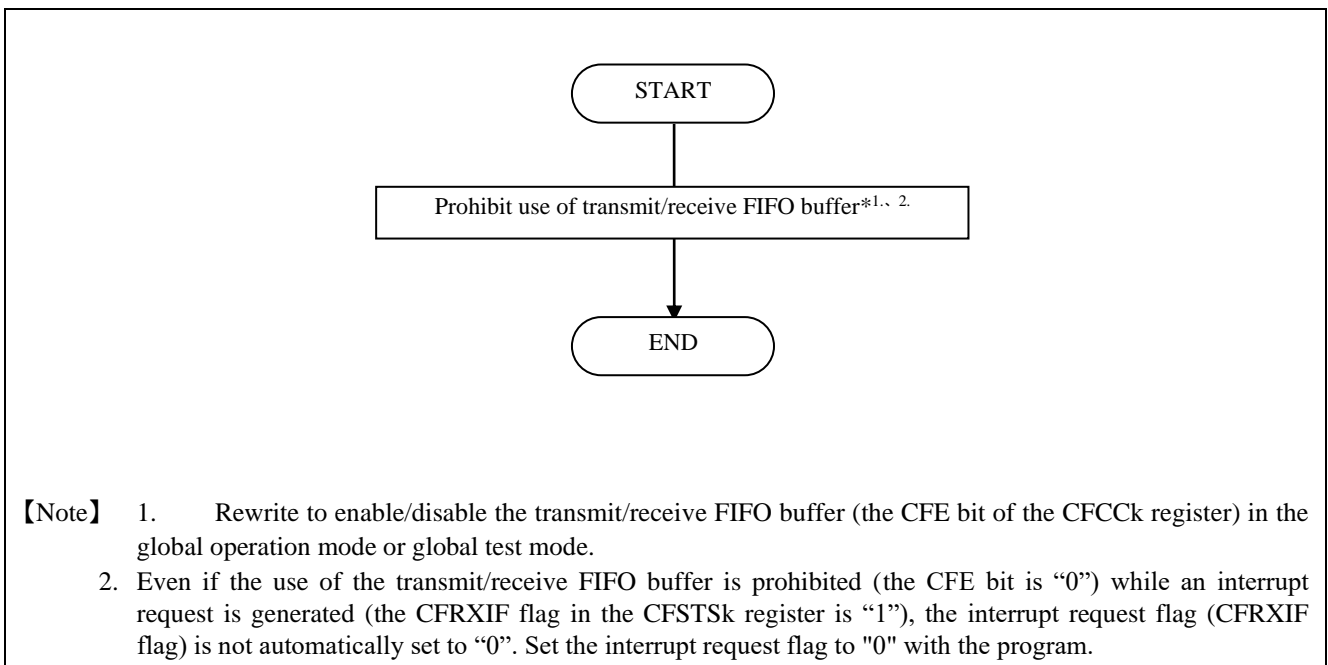 START
Prohibit use of transmit/receive FIFO buffer*1.、2.
END
【Note】 1. Rewrite to enable/disable the transmit/receive FIFO buffer (the CFE bit of the CFCCk register) in the
global operation mode or global test mode.
2. Even if the use of the transmit/receive FIFO buffer is prohibited (the CFE bit is “0”) while an interrupt
request is generated (the CFRXIF flag in the CFSTSk register is “1”), the interrupt request flag (CFRXIF
flag) is not automatically set to “0”. Set the interrupt request flag to "0" with the program.